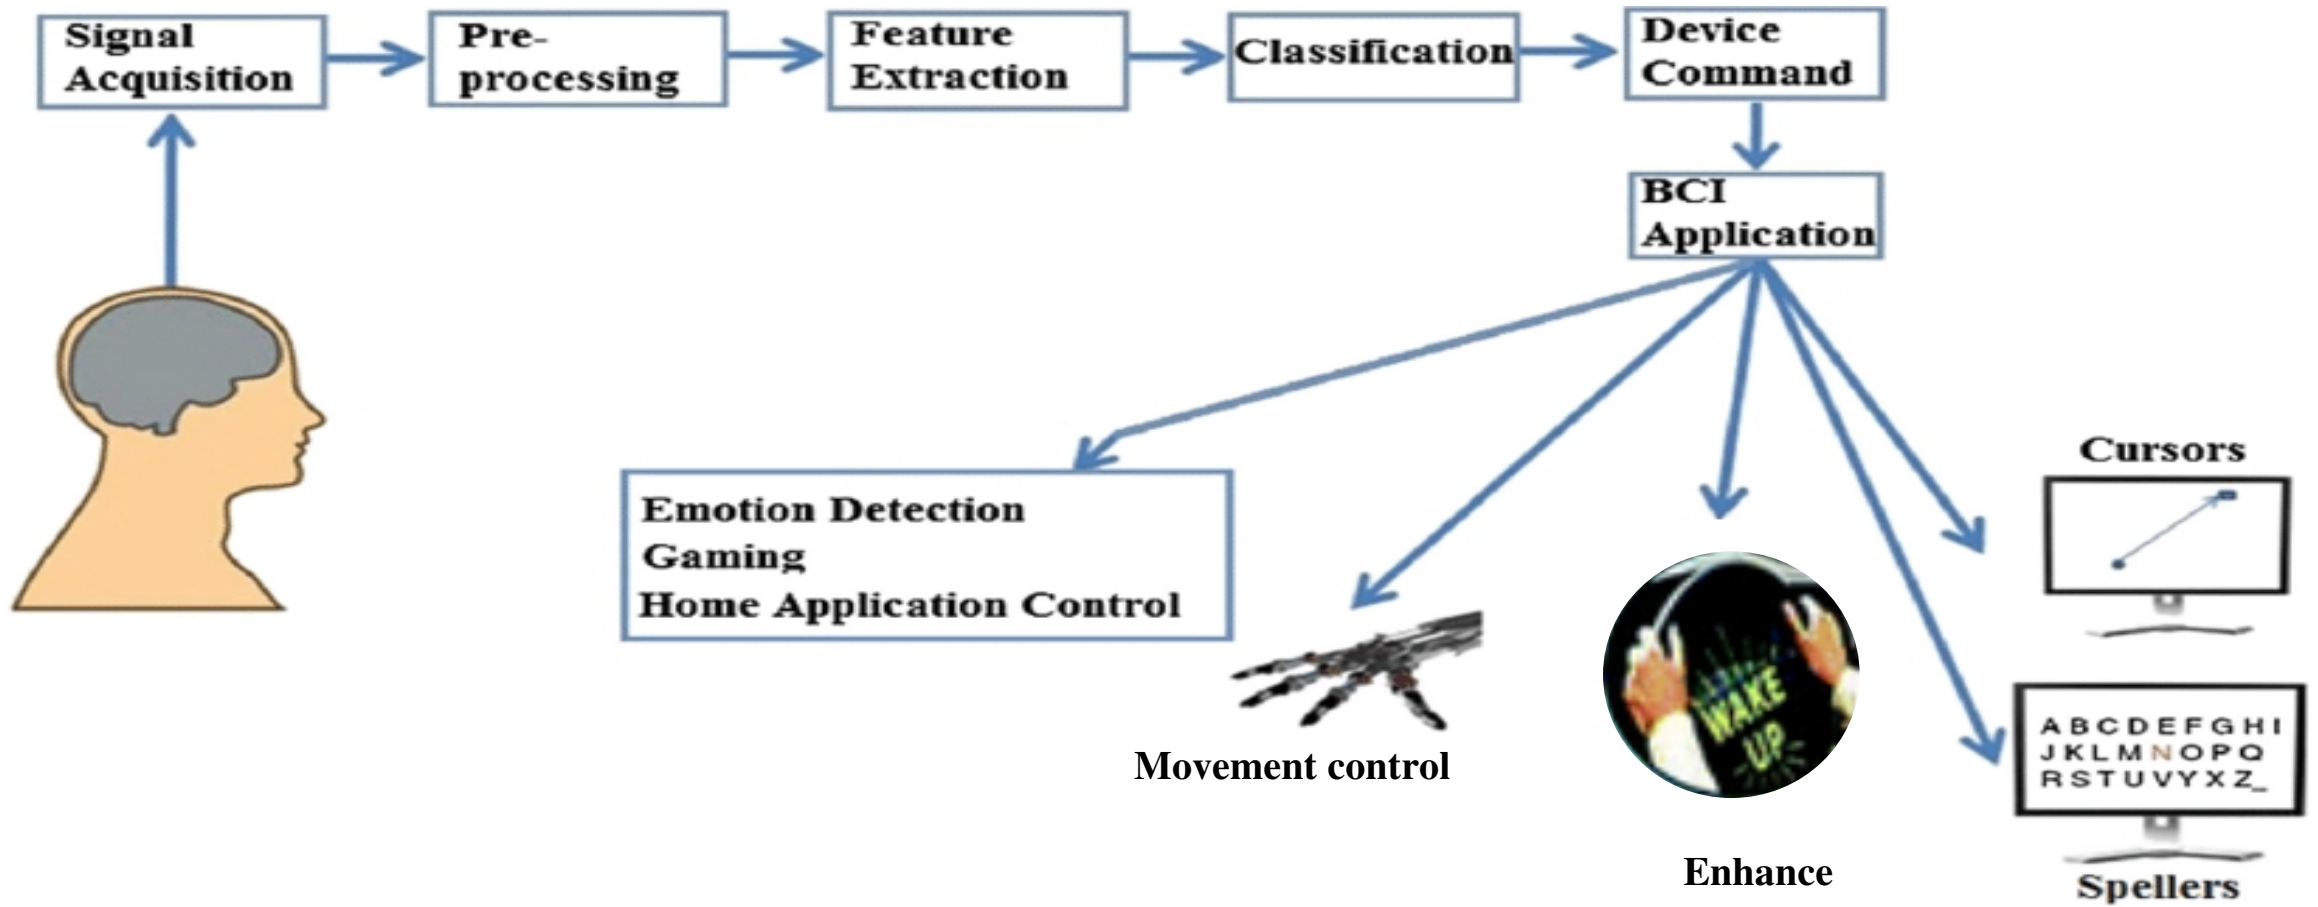 Signal
Acquisition
Pre-
processing
Feature
Extraction
Classification
Device
Command
BCI
Application
Emotion Detection
Gaming
Home Application Control
Movement control
WAKE
UP
Enhance
Cursors
ABCDEFGHI
JKLMNOPQ
RSTUVYXZ_
Spellers